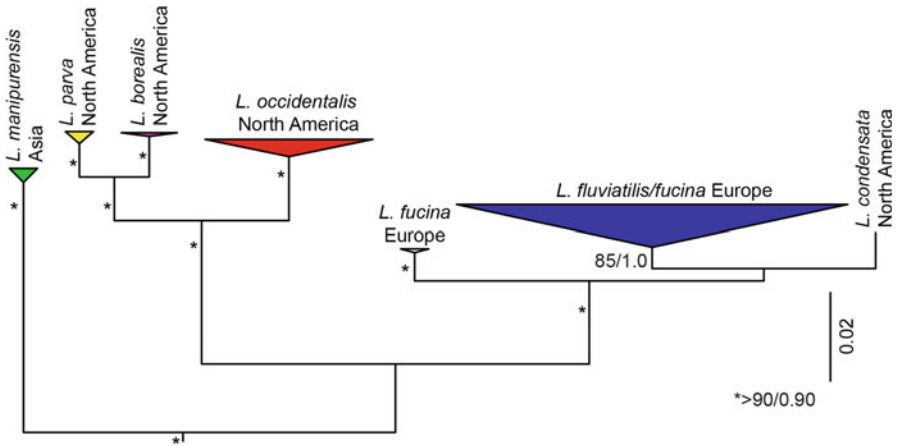 L. manipurensis
Asia
L. parva
North America
L. borealis
North America
L. occidentalis
North America
L. fucina
Europe
L. fluviatilis/fucina Europe
L. condensata
North America
*
*
*
*
*
*
*
*
*
*
85/1.0
0.02
*>90/0.90